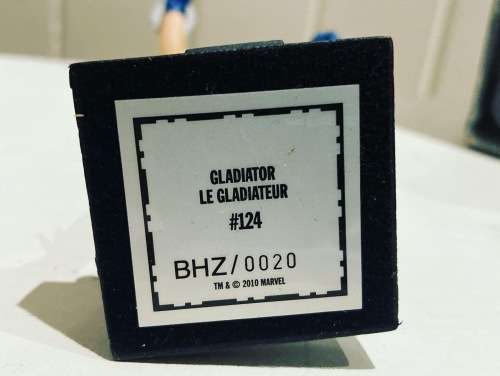 GLADIATOR
LE GLADIATEUR
#124
BHZ/0020
TM & © 2010 MARVEL